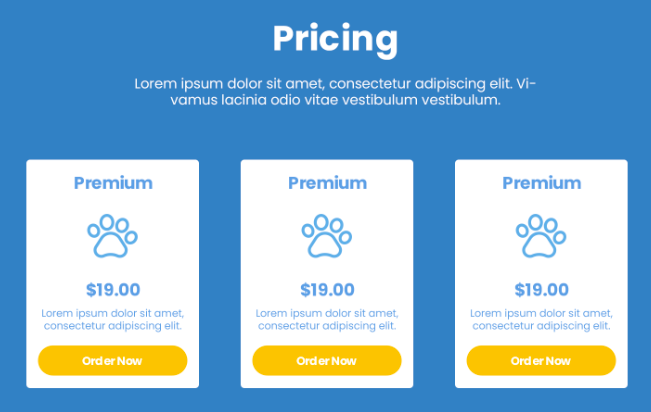 Pricing
Lorem ipsum dolor sit amet, consectetur adipiscing elit. Vi-
vamus lacinia odio vitae vestibulum vestibulum.
Premium
$19.00
Lorem ipsum dolor sit amet,
consectetur adipiscing elit.
Order Now
Premium
$19.00
Lorem ipsum dolor sit amet,
consectetur adipiscing elit.
Order Now
Premium
$19.00
Lorem ipsum dolor sit amet,
consectetur adipiscing elit.
Order Now